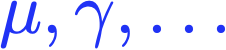 μ, γ, . . .